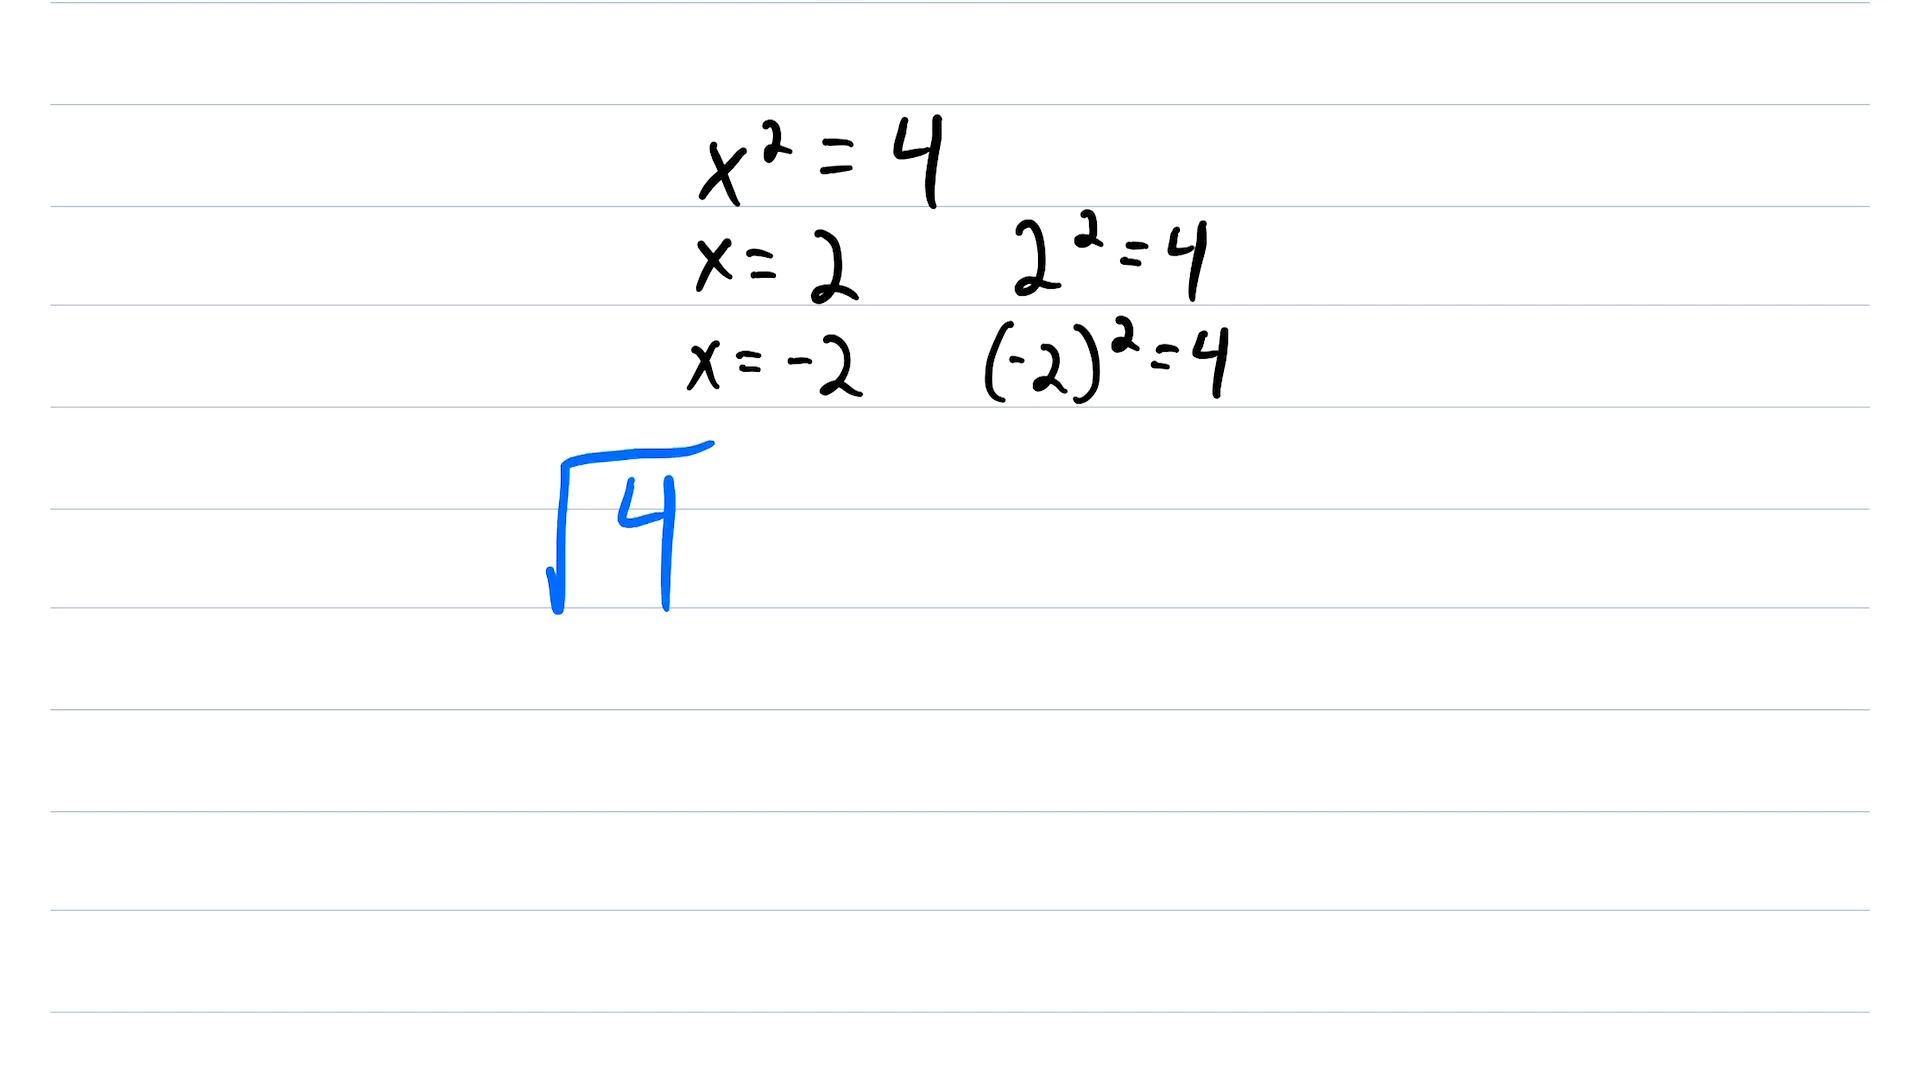 x² = 4
x = 2 2² = 4
x = -2 (-2)² = 4
√4